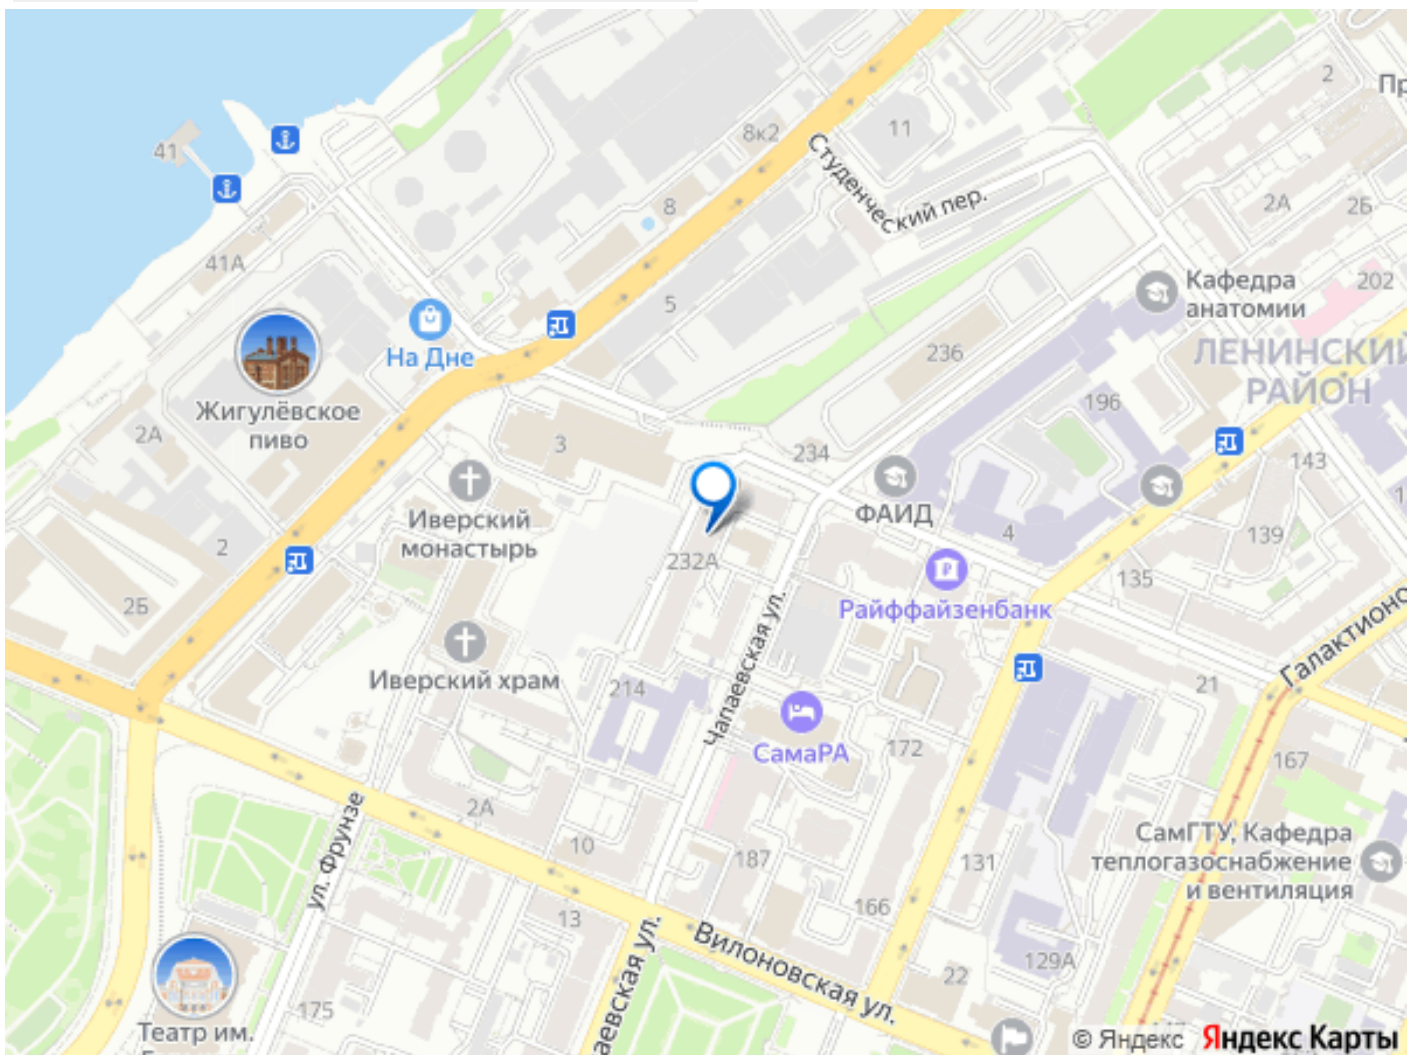 2
Пр
8к2
11
41
Студенческий пер.
8
2А
2Б
41А
Кафедра
анатомии
202
5
На Дне
236
ЛЕНИНСКИЙ
РАЙОН
Жигулёвское
пиво
2А
196
3
234
143
Иверский
монастырь
ФАИД
4
139
2
232А
135
2Б
Райффайзенбанк
Чапаевская ул.
Галактионо
Иверский храм
214
21
СамаРА
172
167
2А
ул. Фрунзе
10
187
131
СамГТУ, Кафедра
теплогазоснабжение
и вентиляция
13
166
Вилоновская ул.
аевская ул.
22
129А
175
Театр им.
© Яндекс Яндекс Карты